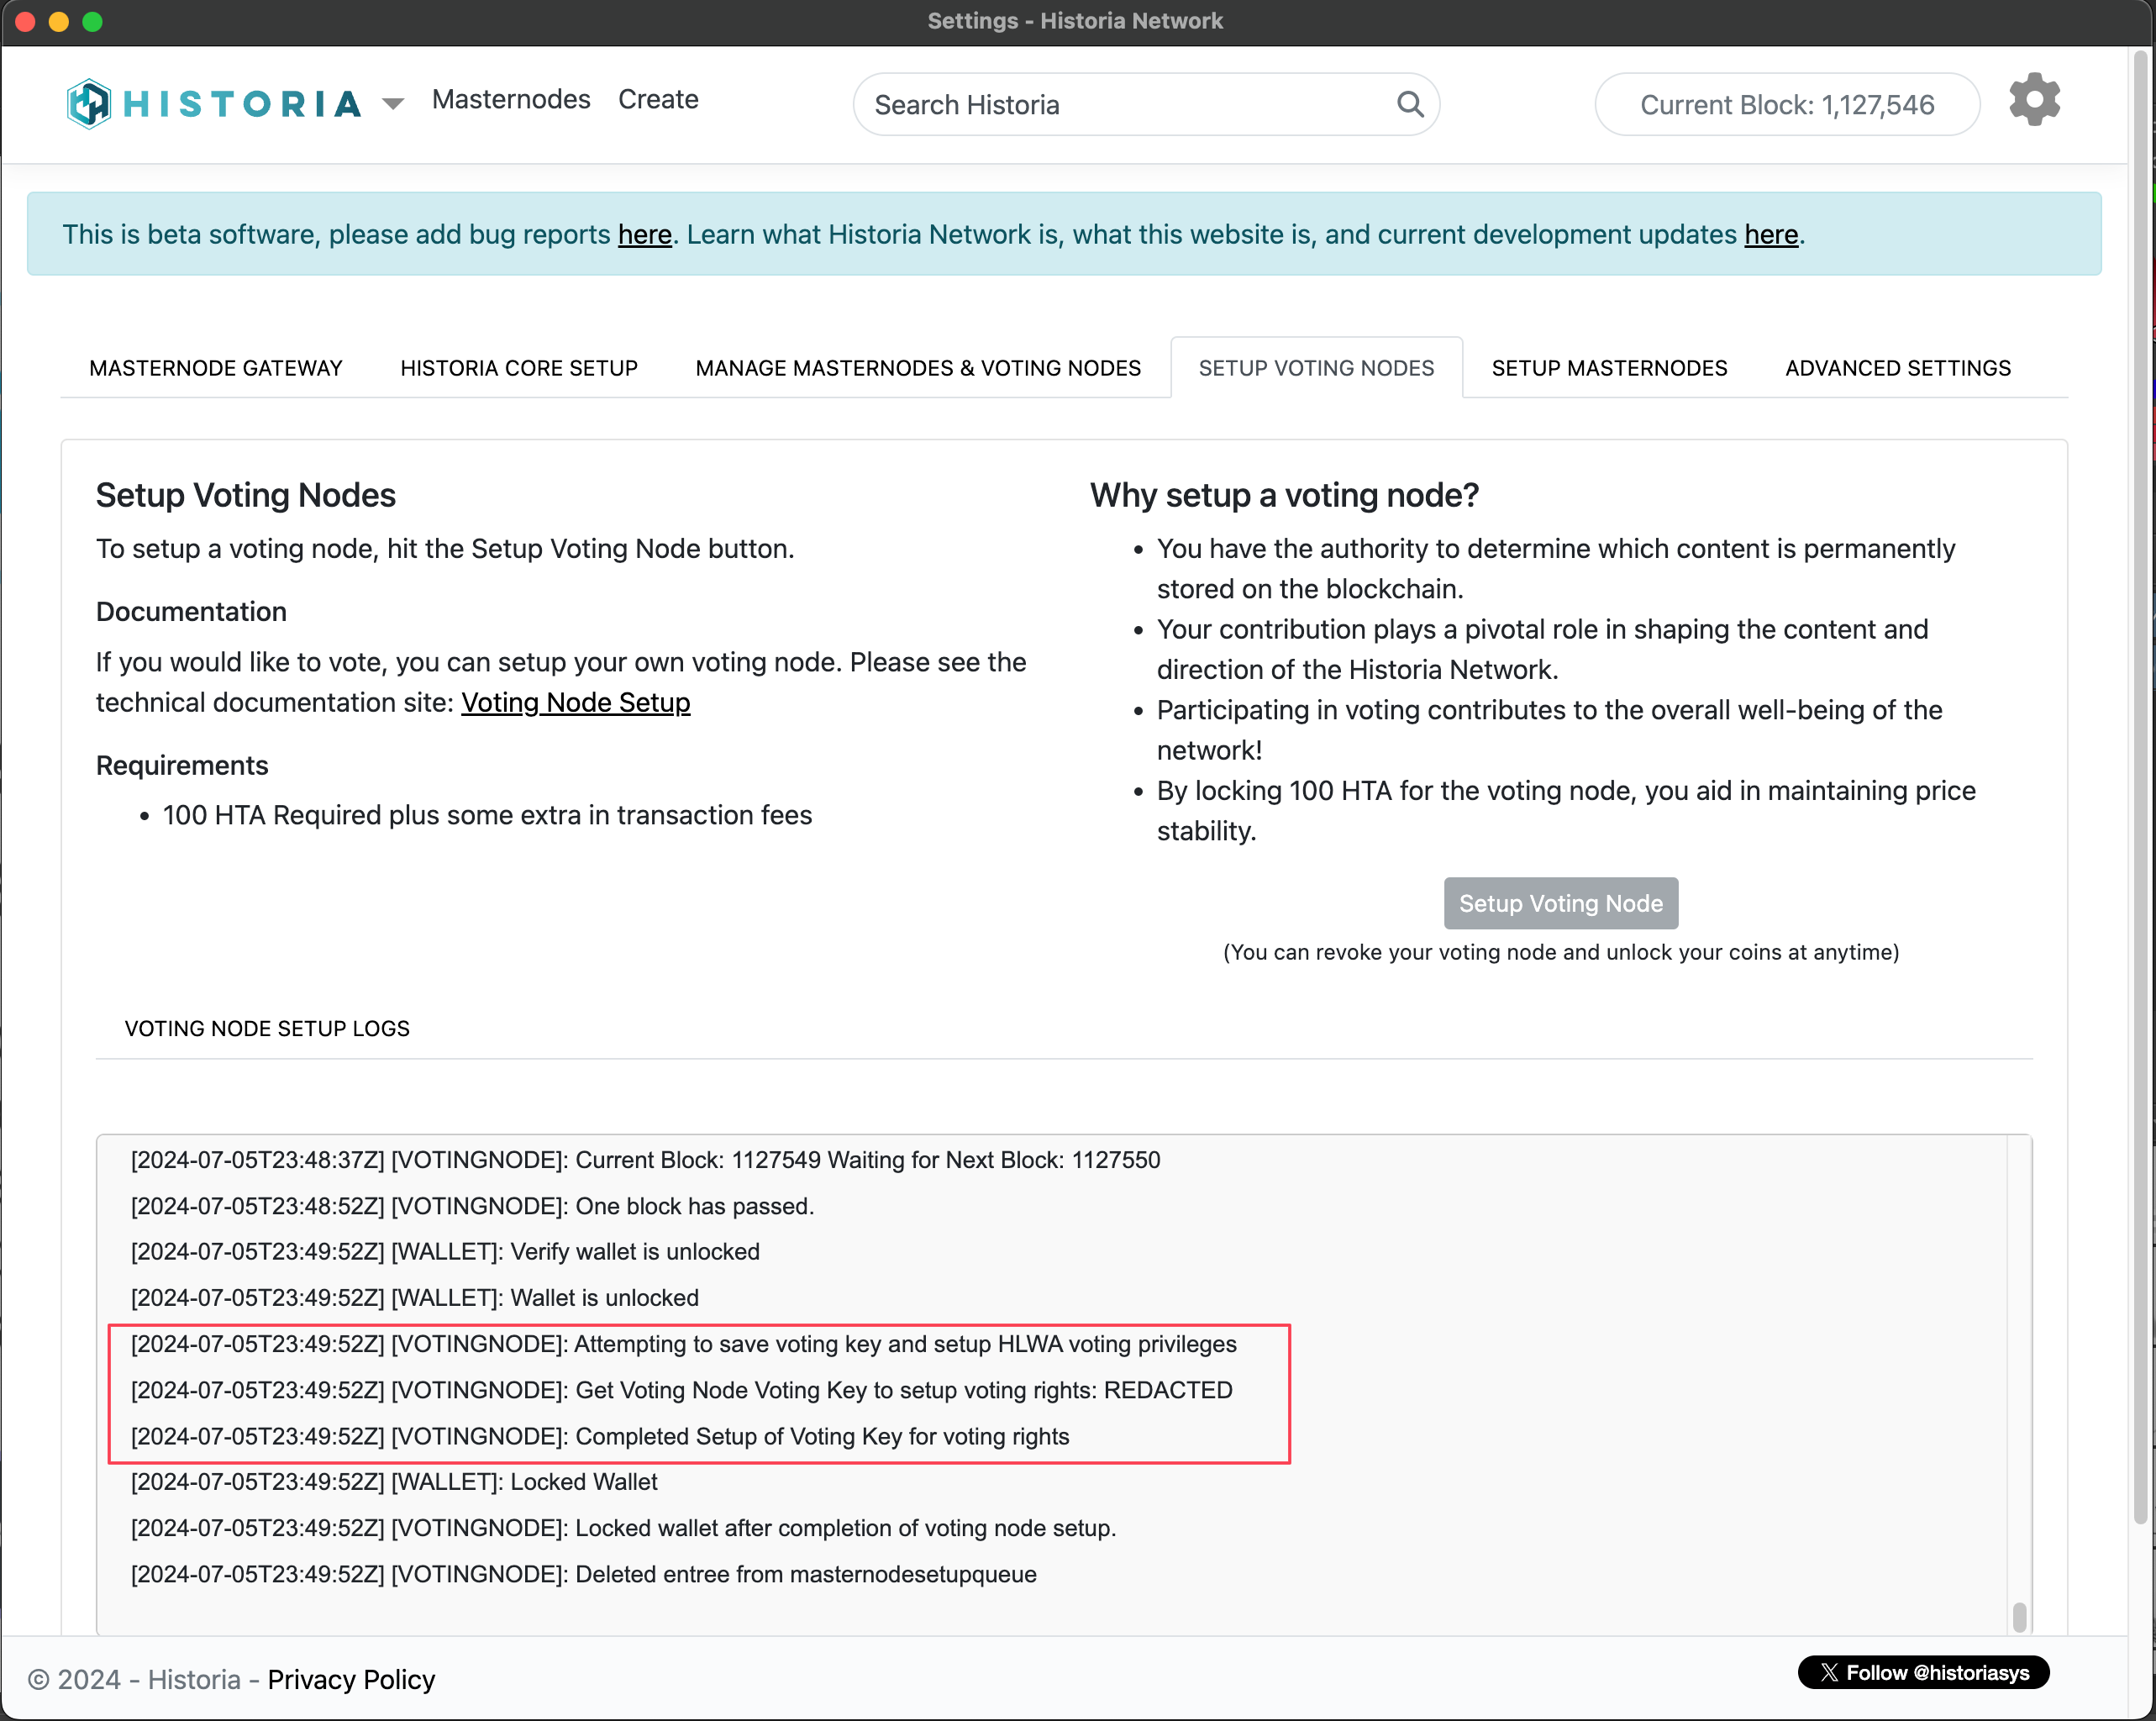 Settings - Historia Network
HISTORIA
Masternodes
Create
Search Historia
Current Block: 1,127,546
This is beta software, please add bug reports here. Learn what Historia Network is, what this website is, and current development updates here.
MASTERNODE GATEWAY
HISTORIA CORE SETUP
MANAGE MASTERNODES & VOTING NODES
SETUP VOTING NODES
SETUP MASTERNODES
ADVANCED SETTINGS
Setup Voting Nodes
To setup a voting node, hit the Setup Voting Node button.
Documentation
If you would like to vote, you can setup your own voting node. Please see the
technical documentation site: Voting Node Setup
Requirements
• 100 HTA Required plus some extra in transaction fees
Why setup a voting node?
• You have the authority to determine which content is permanently
stored on the blockchain.
• Your contribution plays a pivotal role in shaping the content and
direction of the Historia Network.
• Participating in voting contributes to the overall well-being of the
network!
• By locking 100 HTA for the voting node, you aid in maintaining price
stability.
Setup Voting Node
(You can revoke your voting node and unlock your coins at anytime)
VOTING NODE SETUP LOGS
[2024-07-05T23:48:37Z] [VOTINGNODE]: Current Block: 1127549 Waiting for Next Block: 1127550
[2024-07-05T23:48:52Z] [VOTINGNODE]: One block has passed.
[2024-07-05T23:49:52Z] [WALLET]: Verify wallet is unlocked
[2024-07-05T23:49:52Z] [WALLET]: Wallet is unlocked
[2024-07-05T23:49:52Z] [VOTINGNODE]: Attempting to save voting key and setup HLWA voting privileges
[2024-07-05T23:49:52Z] [VOTINGNODE]: Get Voting Node Voting Key to setup voting rights: REDACTED
[2024-07-05T23:49:52Z] [VOTINGNODE]: Completed Setup of Voting Key for voting rights
[2024-07-05T23:49:52Z] [WALLET]: Locked Wallet
[2024-07-05T23:49:52Z] [VOTINGNODE]: Locked wallet after completion of voting node setup.
[2024-07-05T23:49:52Z] [VOTINGNODE]: Deleted entree from masternodesetupqueue
© 2024 - Historia - Privacy Policy
X Follow @historiasys